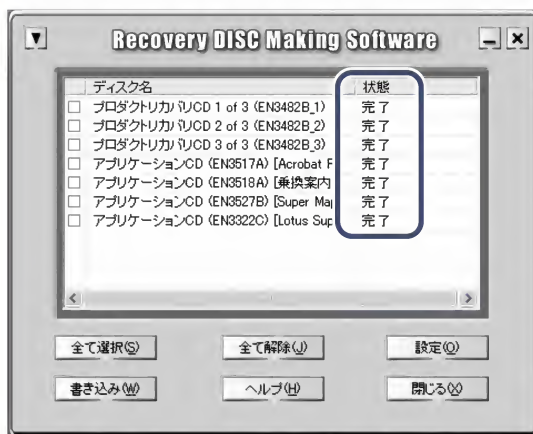 Recovery DISC Making Software
ディスク名 状態
プロダクトリカバリCD 1 of 3 (EN3482B_1) 完了
プロダクトリカバリCD 2 of 3 (EN3482B_2) 完了
プロダクトリカバリCD 3 of 3 (EN3482B_3) 完了
アプリケーションCD (EN3517A) [Acrobat F 完了
アプリケーションCD (EN3518A) [乗換案内 完了
アプリケーションCD (EN3527B) [Super Ma 完了
アプリケーションCD (EN3322C) [Lotus Sup 完了
全て選択(S) 全て解除(J) 設定(O)
書き込み(W) ヘルプ(H) 閉じる(X)